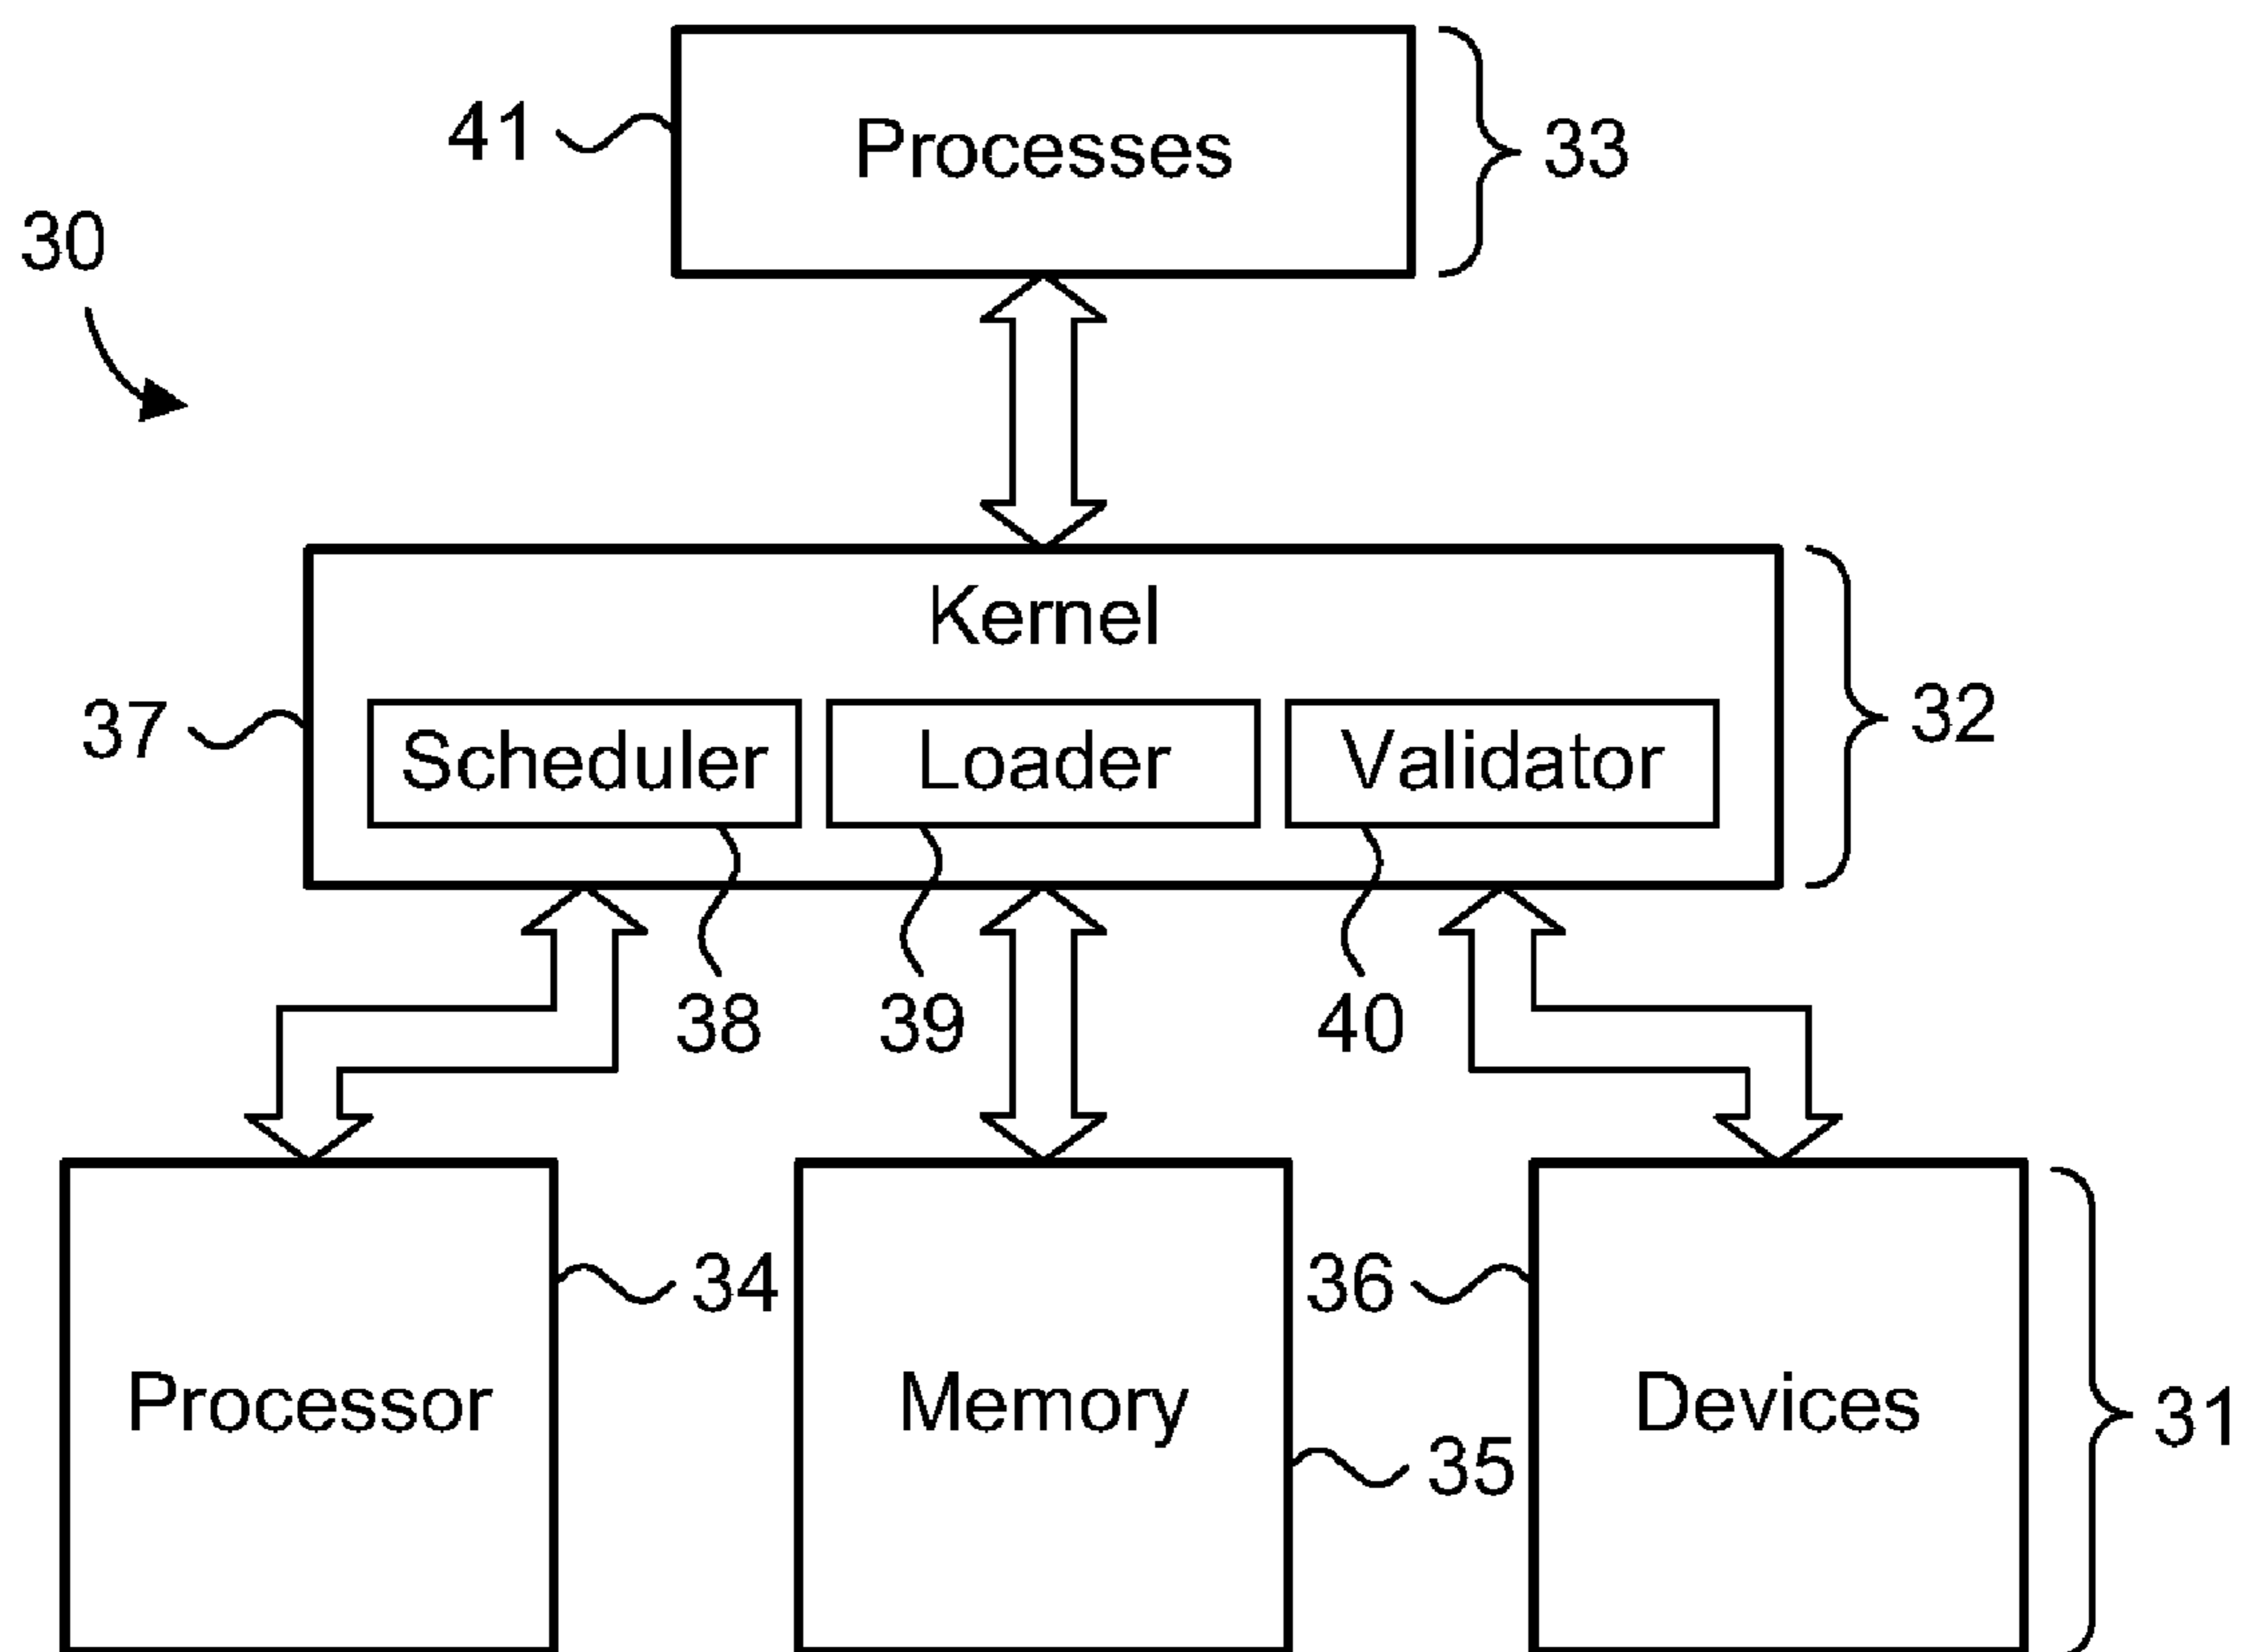 Processes
41
33
30
Kernel
37
Scheduler
Loader
Validator
32
38
39
40
34
36
Processor
Memory
Devices
35
31